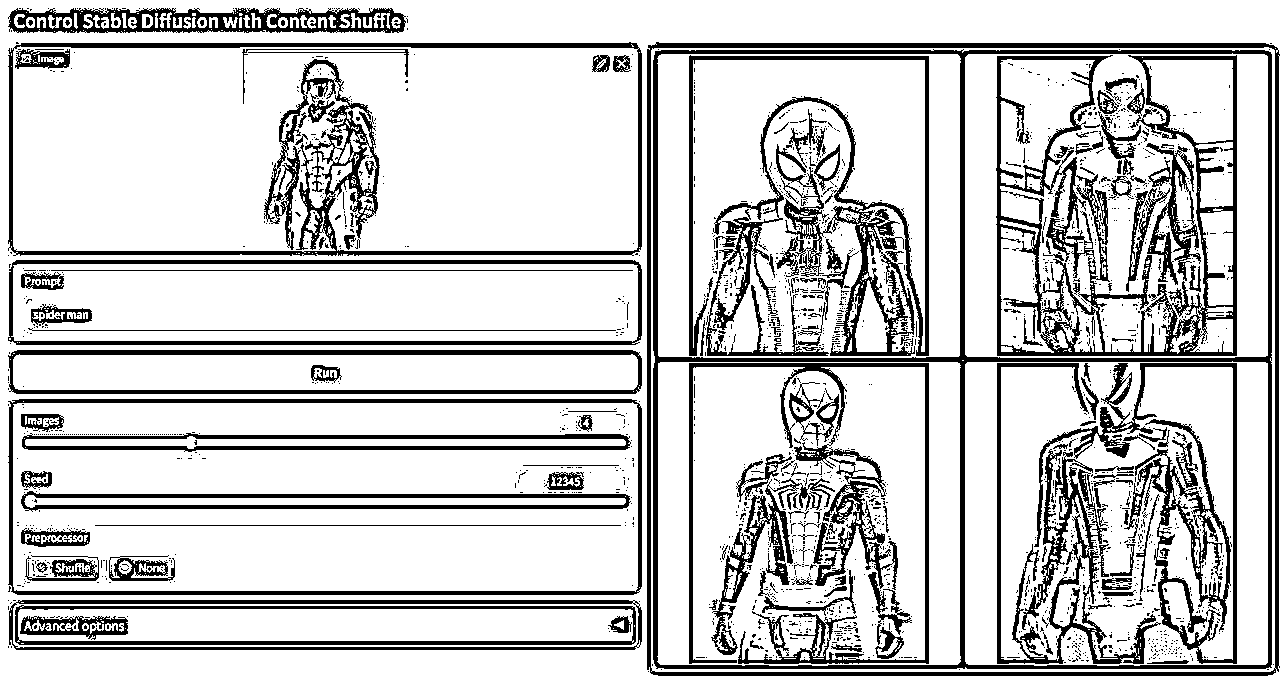 Control Stable Diffusion with Content Shuffle
Image
Prompt
spider man
Run
Images
4
Seed
12345
Preprocessor
Shuffle
None
Advanced options